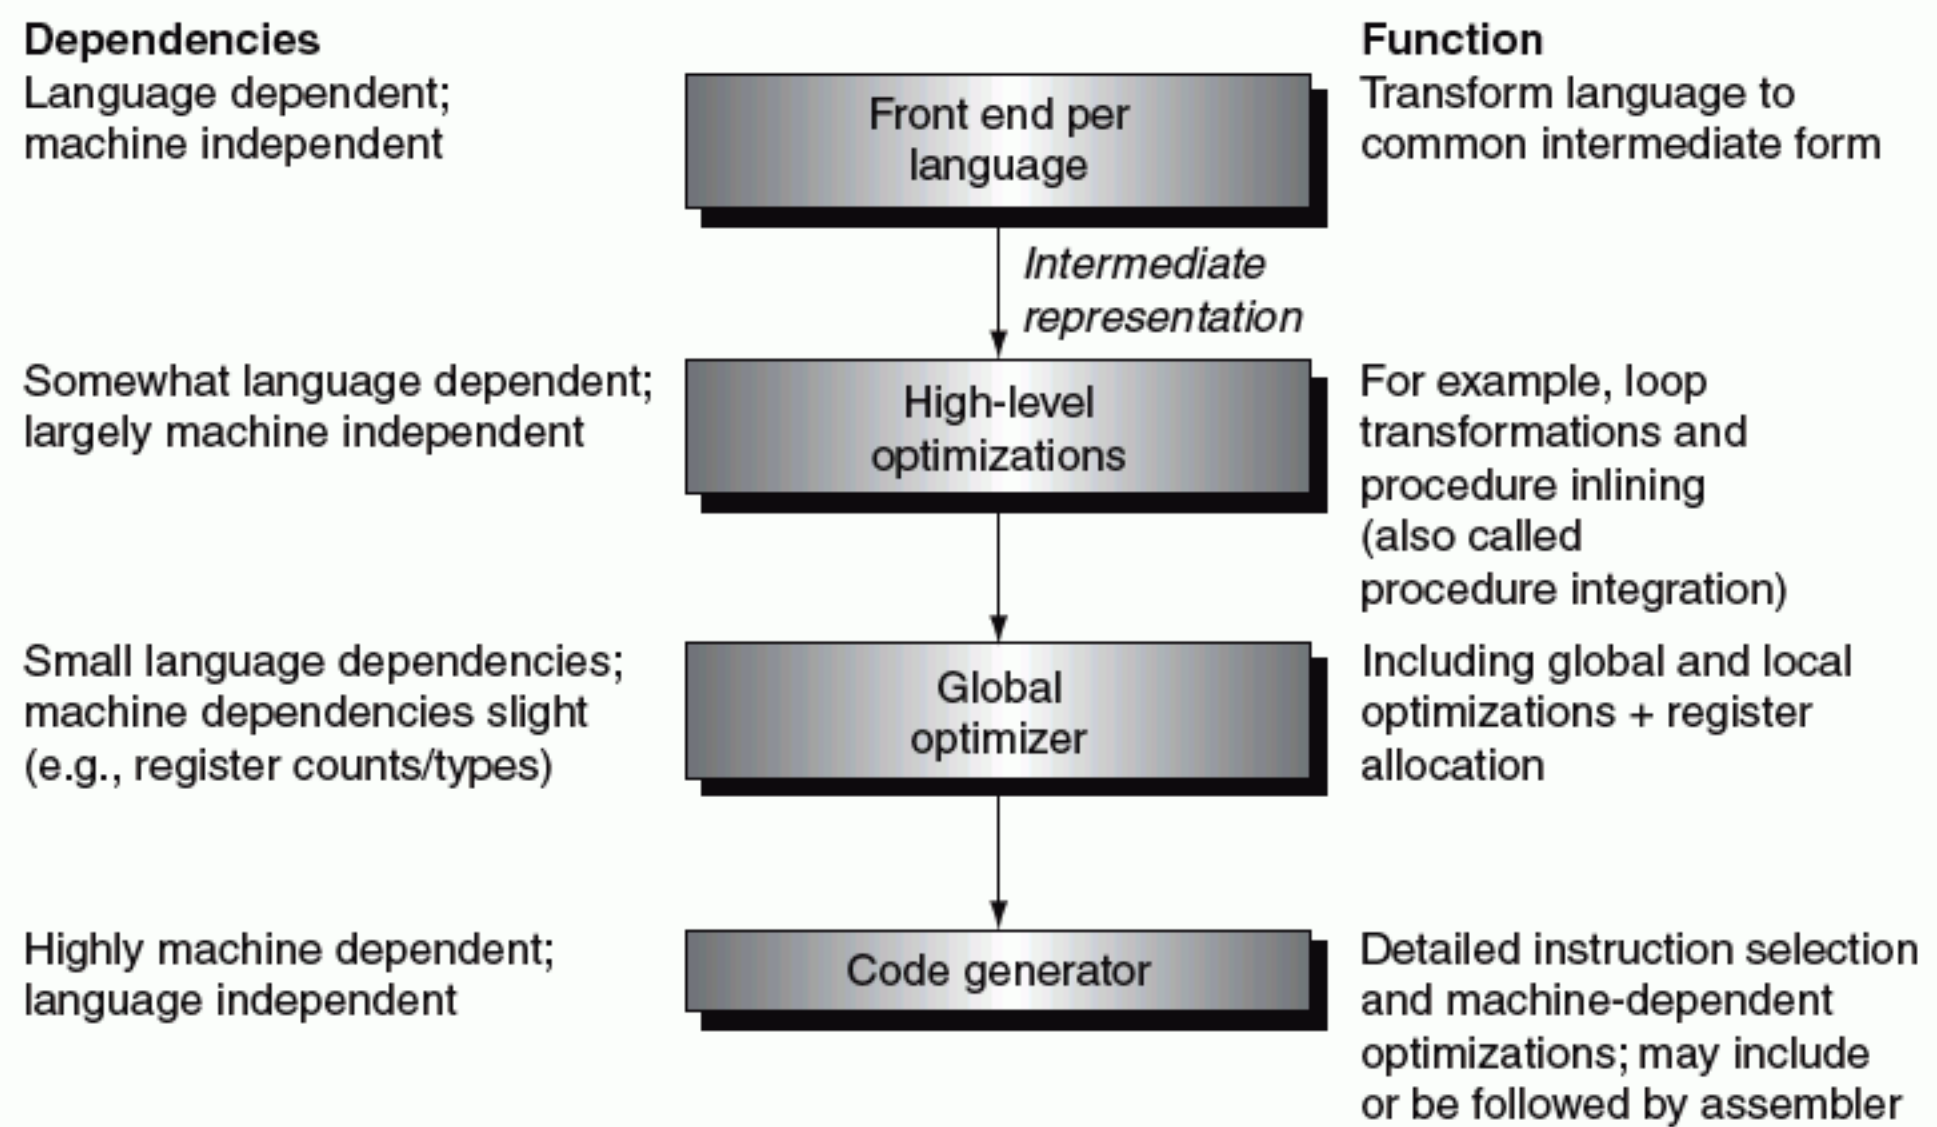 Dependencies
Language dependent;
machine independent
Front end per
language
Function
Transform language to
common intermediate form
Intermediate
representation
Somewhat language dependent;
largely machine independent
High-level
optimizations
For example, loop
transformations and
procedure inlining
(also called
procedure integration)
Small language dependencies;
machine dependencies slight
(e.g., register counts/types)
Global
optimizer
Including global and local
optimizations + register
allocation
Highly machine dependent;
language independent
Code generator
Detailed instruction selection
and machine-dependent
optimizations; may include
or be followed by assembler